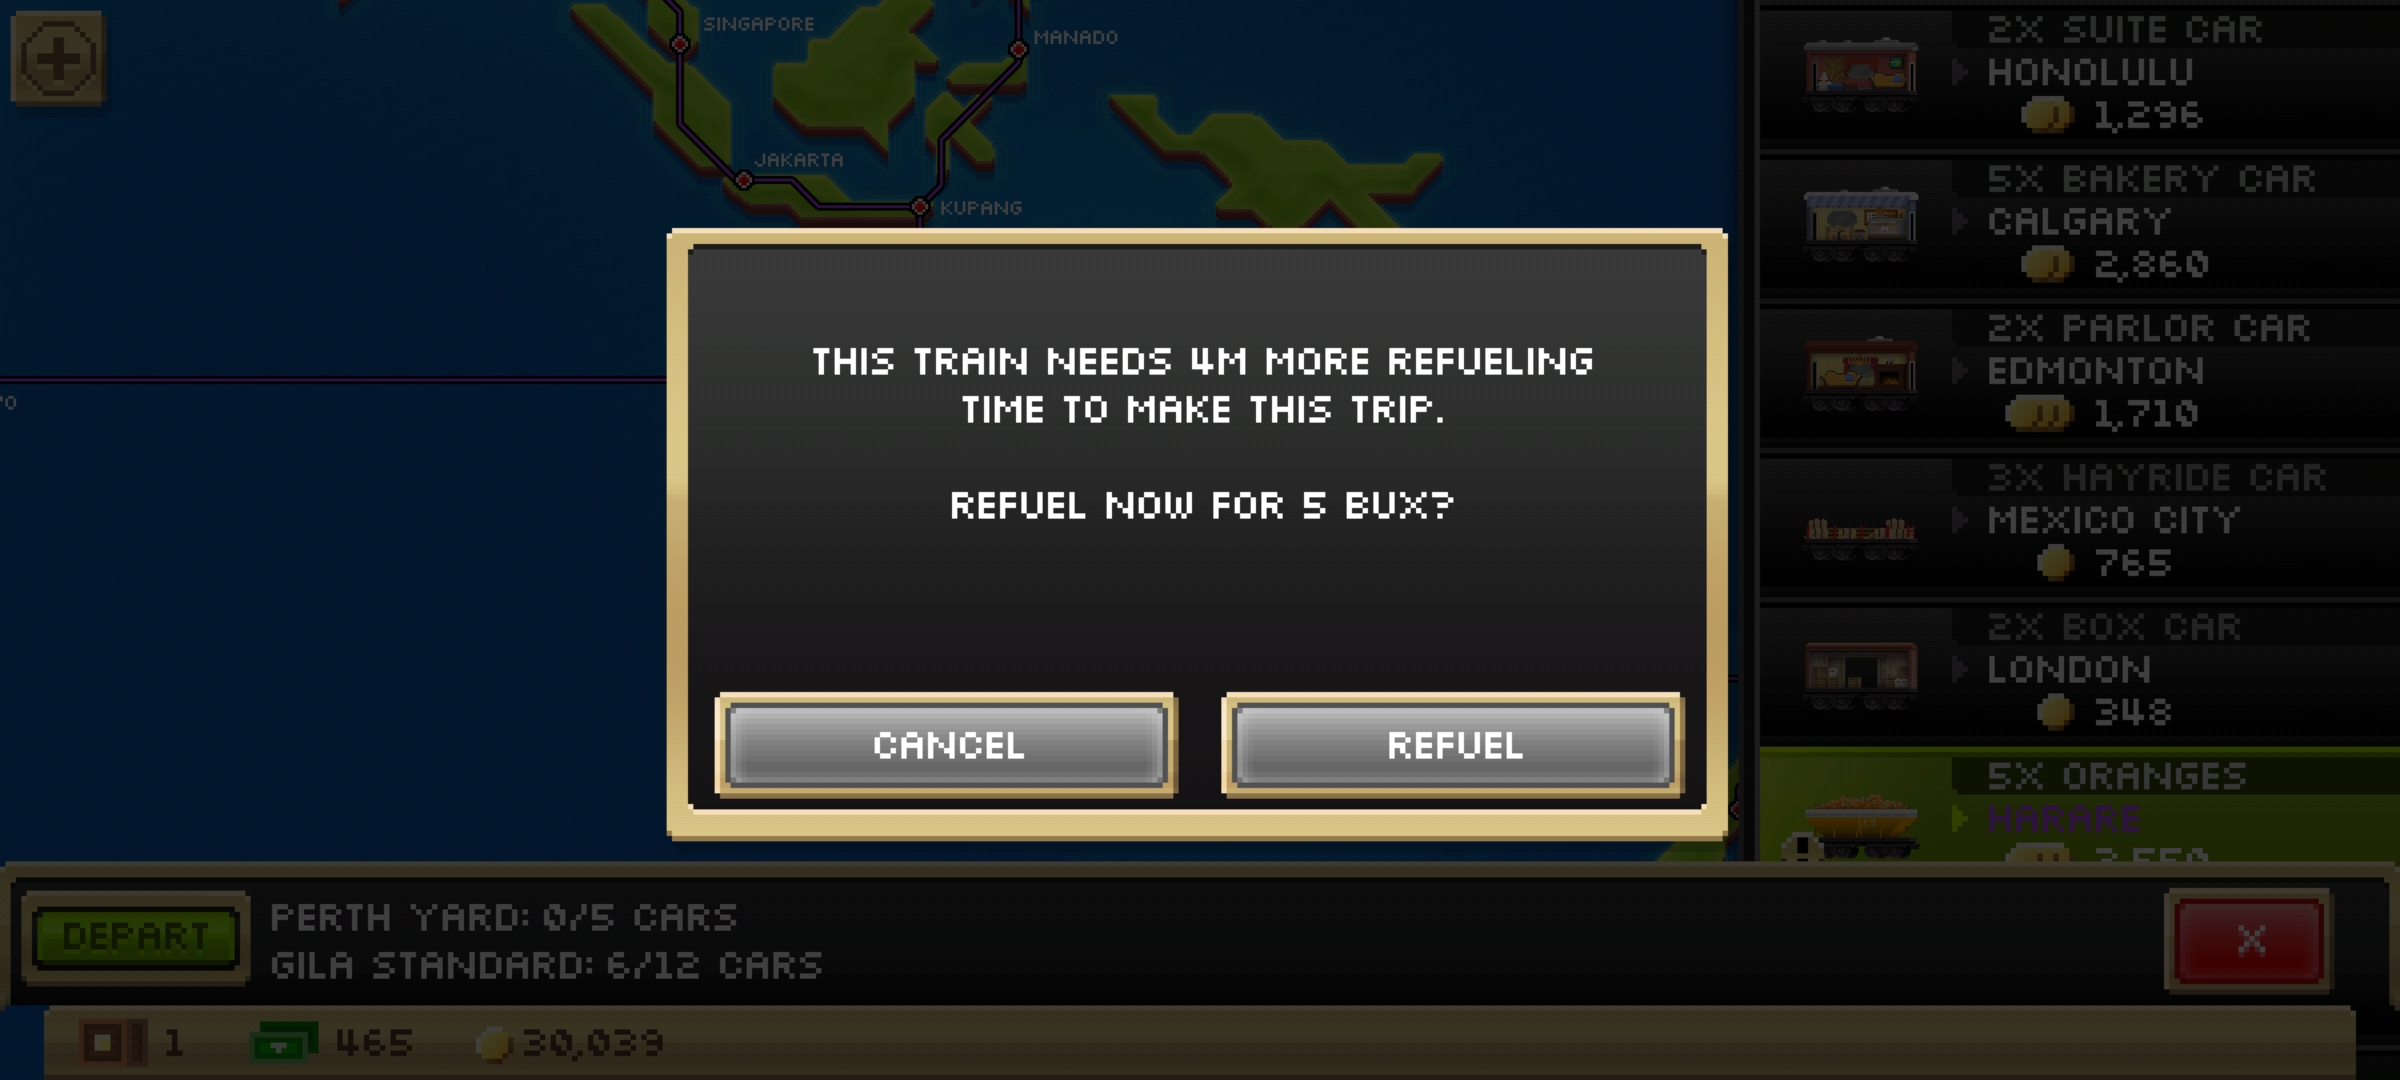 SINGAPORE
MANADO
JAKARTA
KUPANG
2X SUITE CAR
HONOLULU
1,296
5X BAKERY CAR
CALGARY
2,860
2X PARLOR CAR
EDMONTON
1,710
3X HAYRIDE CAR
MEXICO CITY
765
2X BOX CAR
LONDON
348
5X ORANGES
HARARE
THIS TRAIN NEEDS 4M MORE REFUELING
TIME TO MAKE THIS TRIP.
REFUEL NOW FOR 5 BUX?
CANCEL
REFUEL
DEPART
PERTH YARD: 0/5 CARS
GILA STANDARD: 6/12 CARS
X
1
465
30,039